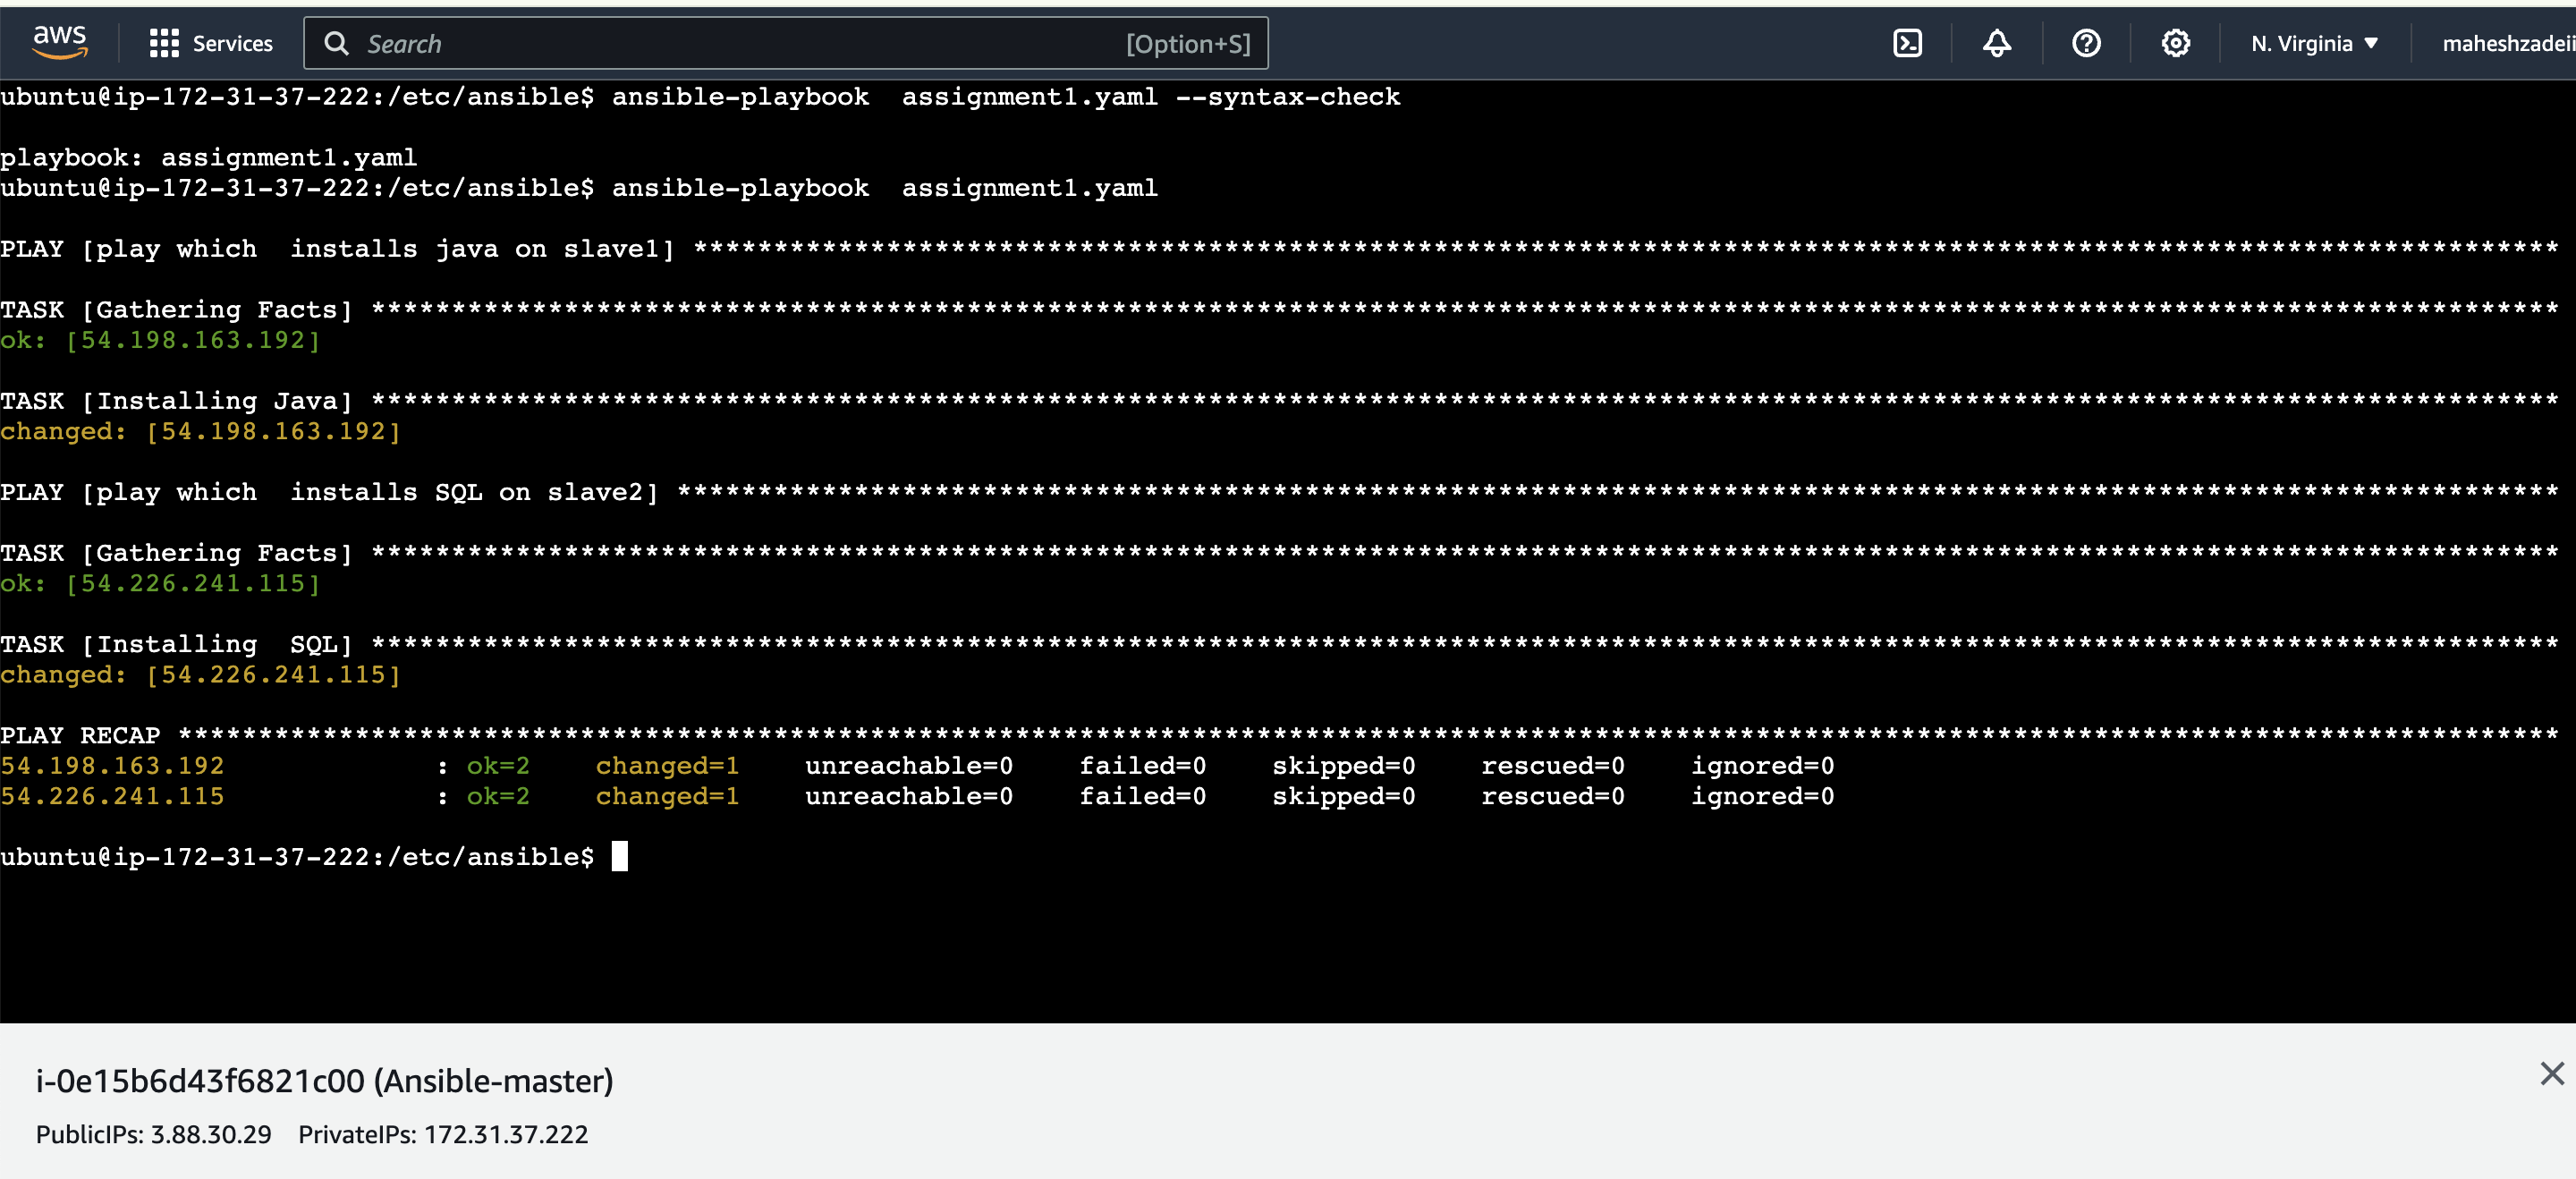 aws Services Search [Option+S] N. Virginia maheshzadeii
ubuntu@ip-172-31-37-222:/etc/ansible$ ansible-playbook  assignment1.yaml --syntax-check
playbook: assignment1.yaml
ubuntu@ip-172-31-37-222:/etc/ansible$ ansible-playbook  assignment1.yaml
PLAY [play which  installs java on slave1] ********************************************************************************************************************
TASK [Gathering Facts] ****************************************************************************************************************************************
ok: [54.198.163.192]
TASK [Installing Java] ****************************************************************************************************************************************
changed: [54.198.163.192]
PLAY [play which  installs SQL on slave2] *********************************************************************************************************************
TASK [Gathering Facts] ****************************************************************************************************************************************
ok: [54.226.241.115]
TASK [Installing  SQL] ****************************************************************************************************************************************
changed: [54.226.241.115]
PLAY RECAP ****************************************************************************************************************************************************
54.198.163.192             : ok=2    changed=1    unreachable=0    failed=0    skipped=0    rescued=0    ignored=0
54.226.241.115             : ok=2    changed=1    unreachable=0    failed=0    skipped=0    rescued=0    ignored=0
ubuntu@ip-172-31-37-222:/etc/ansible$
i-0e15b6d43f6821c00 (Ansible-master)
PublicIPs: 3.88.30.29 PrivateIPs: 172.31.37.222